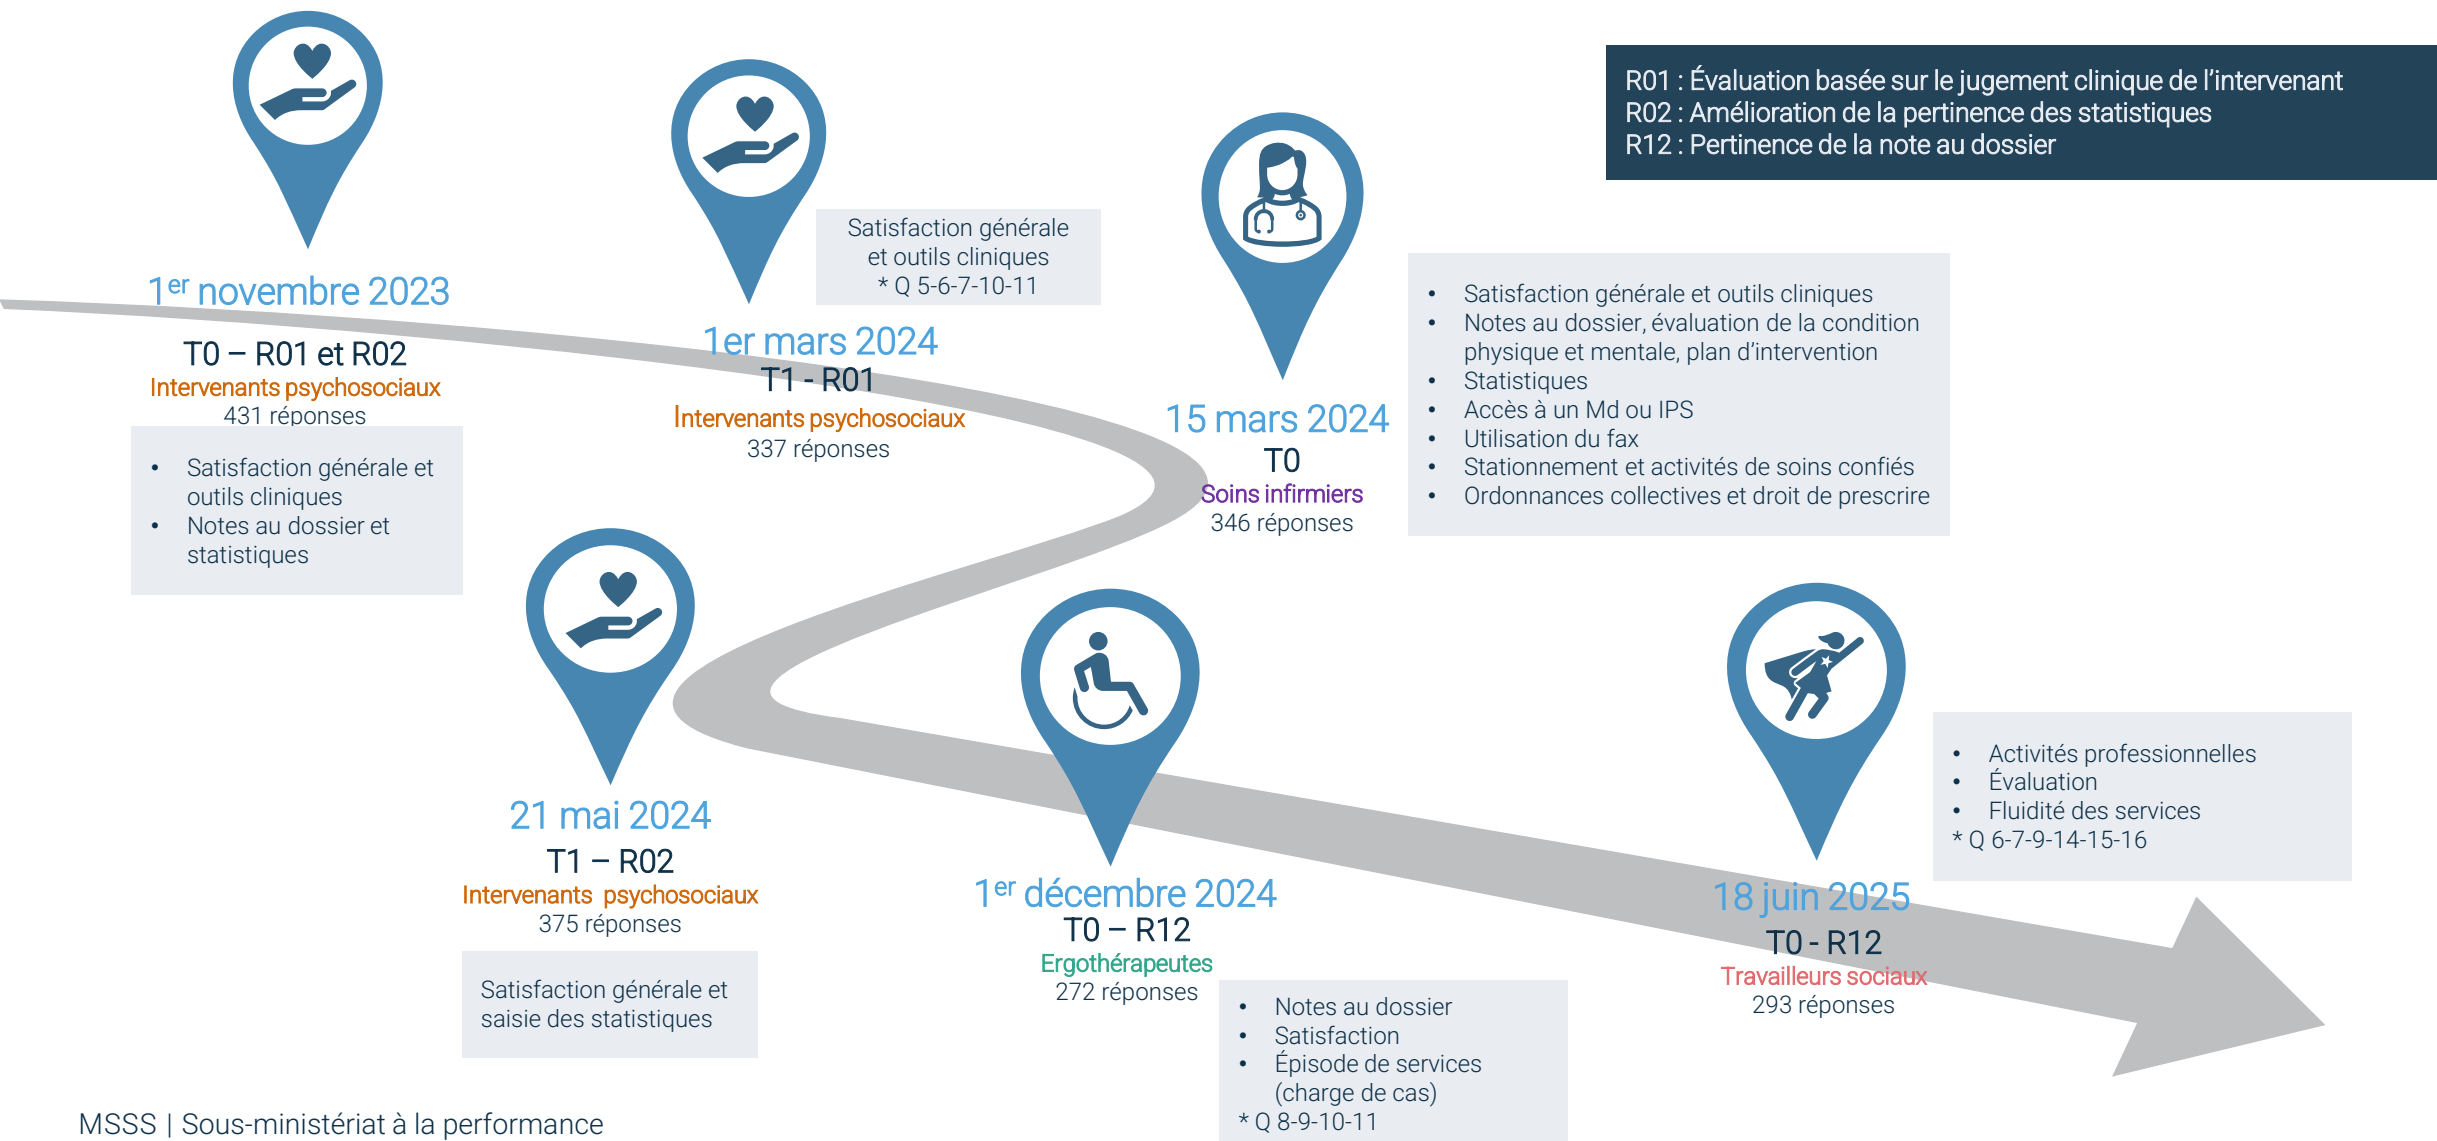 R01 : Évaluation basée sur le jugement clinique de l'intervenant
R02 : Amélioration de la pertinence des statistiques
R12 : Pertinence de la note au dossier
1er novembre 2023
T0 – R01 et R02
Intervenants psychosociaux
431 réponses
• Satisfaction générale et
outils cliniques
• Notes au dossier et
statistiques
Satisfaction générale
et outils cliniques
* Q 5-6-7-10-11
1er mars 2024
T1 - R01
Intervenants psychosociaux
337 réponses
15 mars 2024
T0
Soins infirmiers
346 réponses
• Satisfaction générale et outils cliniques
• Notes au dossier, évaluation de la condition
physique et mentale, plan d'intervention
• Statistiques
• Accès à un Md ou IPS
• Utilisation du fax
• Stationnement et activités de soins confiés
• Ordonnances collectives et droit de prescrire
21 mai 2024
T1 – R02
Intervenants psychosociaux
375 réponses
Satisfaction générale et
saisie des statistiques
1er décembre 2024
T0 – R12
Ergothérapeutes
272 réponses
• Notes au dossier
• Satisfaction
• Épisode de services
(charge de cas)
* Q 8-9-10-11
18 juin 2025
T0 - R12
Travailleurs sociaux
293 réponses
• Activités professionnelles
• Évaluation
• Fluidité des services
* Q 6-7-9-14-15-16
MSSS | Sous-ministériat à la performance